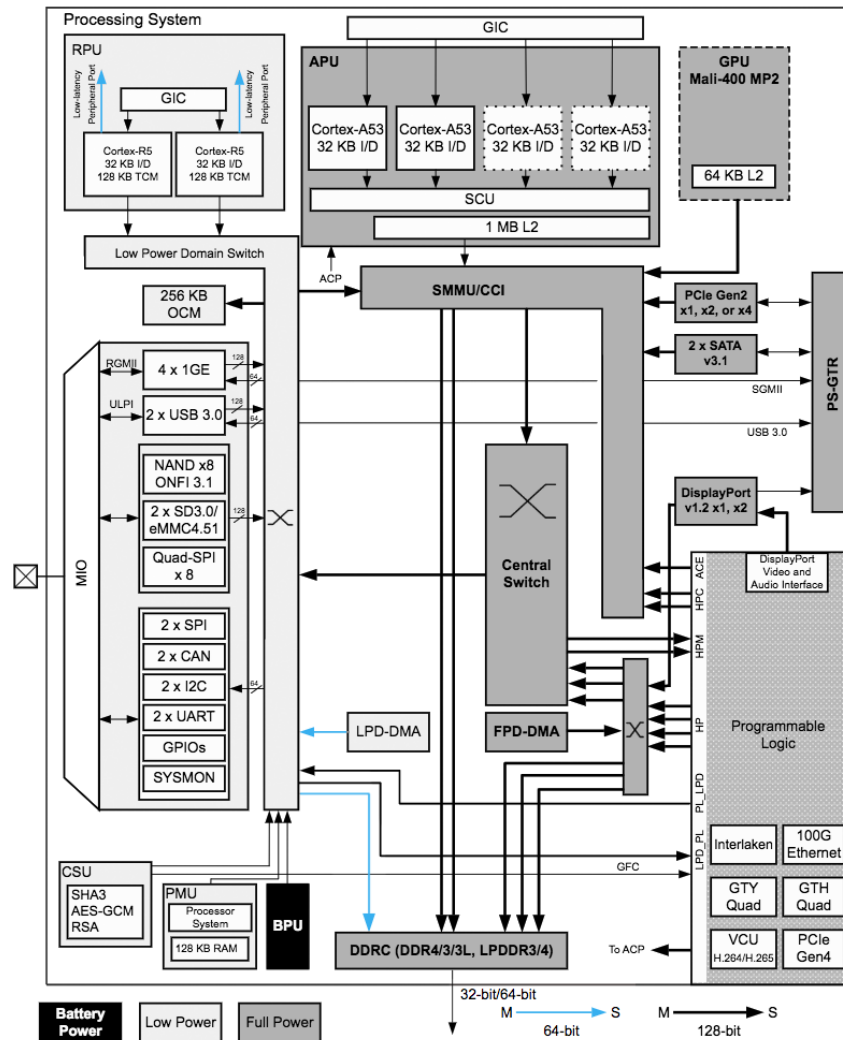 Processing System
RPU
Low-latency
Peripheral Port
Low-latency
Peripheral Port
GIC
Cortex-R5
32 KB I/D
128 KB TCM
Cortex-R5
32 KB I/D
128 KB TCM
GIC
APU
Cortex-A53
32 KB I/D
Cortex-A53
32 KB I/D
Cortex-A53
32 KB I/D
Cortex-A53
32 KB I/D
SCU
1 MB L2
GPU
Mali-400 MP2
64 KB L2
Low Power Domain Switch
ACP
SMMU/CCI
256 KB
OCM
PCIe Gen2
x1, x2, or x4
2 x SATA
v3.1
PS-GTR
RGMII
4 x 1GE
128
64
SGMII
ULPI
2 x USB 3.0
128
64
USB 3.0
NAND x8
ONFI 3.1
2 x SD3.0/
eMMC4.51
128
Quad-SPI
x 8
MIO
Central
Switch
DisplayPort
v1.2 x1, x2
DisplayPort
Video and
Audio Interface
ACE
HPC
HPM
HP
PL_LPD
LPD_PL
Programmable
Logic
2 x SPI
2 x CAN
2 x I2C
64
2 x UART
GPIOs
SYSMON
LPD-DMA
FPD-DMA
Interlaken
100G
Ethernet
GTY
Quad
GTH
Quad
VCU
H.264/H.265
PCIe
Gen4
GFC
CSU
SHA3
AES-GCM
RSA
PMU
Processor
System
128 KB RAM
BPU
DDRC (DDR4/3/3L, LPDDR3/4)
To ACP
32-bit/64-bit
Battery
Power
Low Power
Full Power
M
S
64-bit
M
S
128-bit